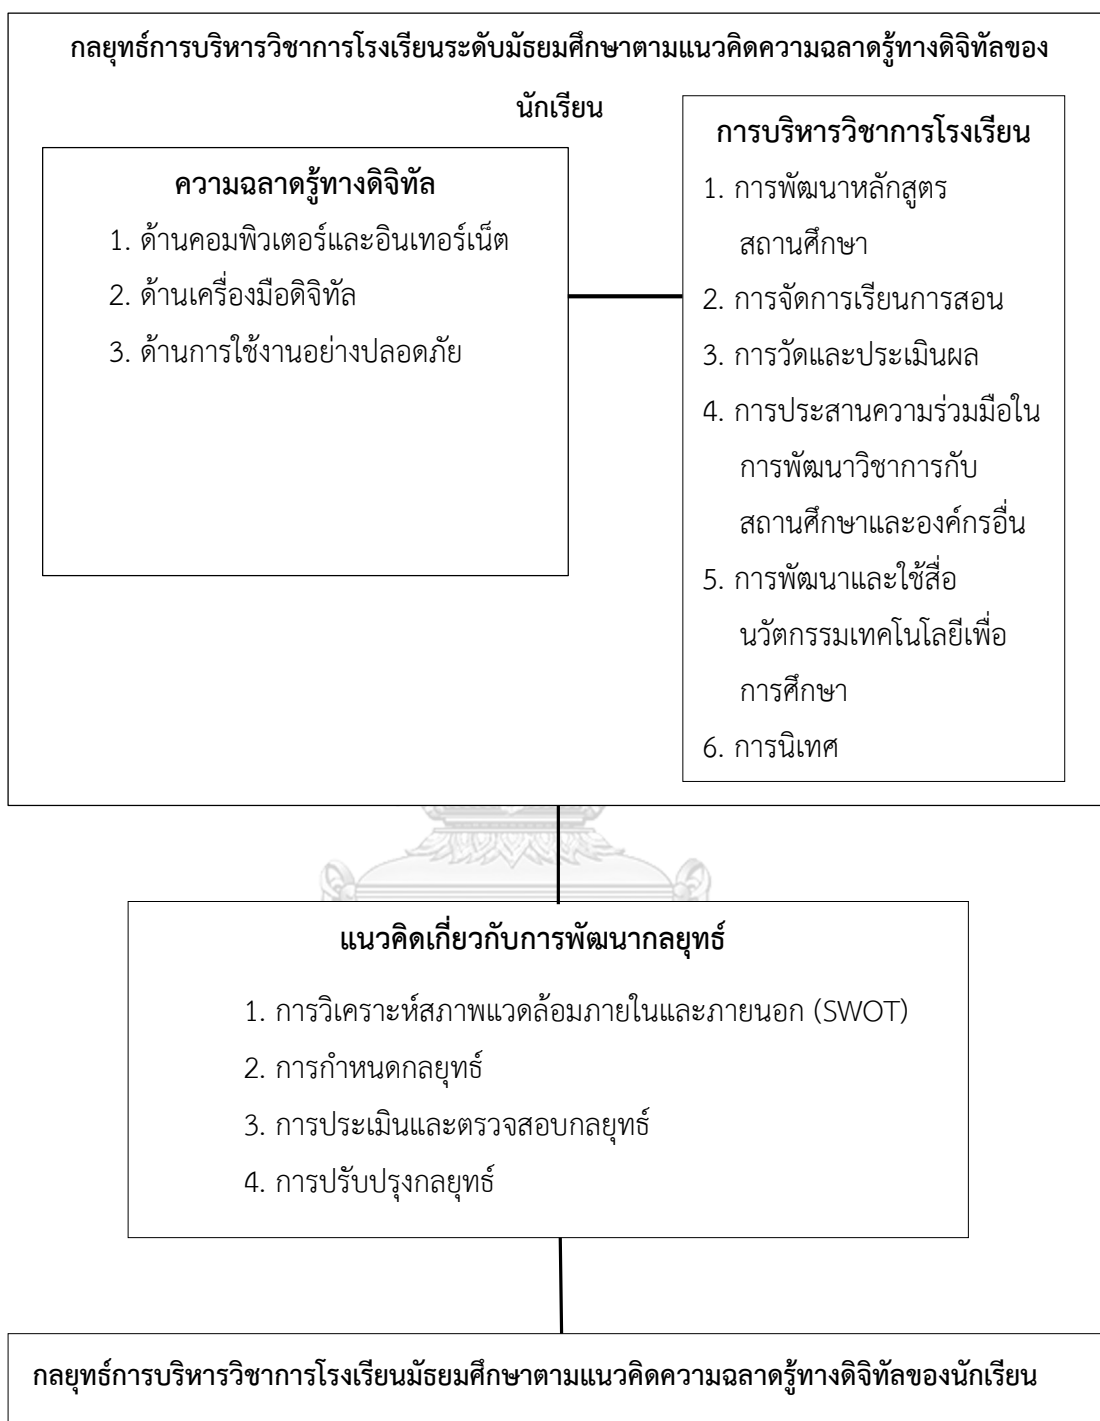 กลยุทธ์การบริหารวิชาการโรงเรียนระดับมัธยมศึกษาตามแนวคิดความฉลาดรู้ทางดิจิทัลของ
นักเรียน
ความฉลาดรู้ทางดิจิทัล
1. ด้านคอมพิวเตอร์และอินเทอร์เน็ต
2. ด้านเครื่องมือดิจิทัล
3. ด้านการใช้งานอย่างปลอดภัย
การบริหารวิชาการโรงเรียน
1. การพัฒนาหลักสูตร
สถานศึกษา
2. การจัดการเรียนการสอน
3. การวัดและประเมินผล
4. การประสานความร่วมมือใน
การพัฒนาวิชาการกับ
สถานศึกษาและองค์กรอื่น
5. การพัฒนาและใช้สื่อ
นวัตกรรมเทคโนโลยีเพื่อ
การศึกษา
6. การนิเทศ
แนวคิดเกี่ยวกับการพัฒนากลยุทธ์
1. การวิเคราะห์สภาพแวดล้อมภายในและภายนอก (SWOT)
2. การกำหนดกลยุทธ์
3. การประเมินและตรวจสอบกลยุทธ์
4. การปรับปรุงกลยุทธ์
กลยุทธ์การบริหารวิชาการโรงเรียนมัธยมศึกษาตามแนวคิดความฉลาดรู้ทางดิจิทัลของนักเรียน